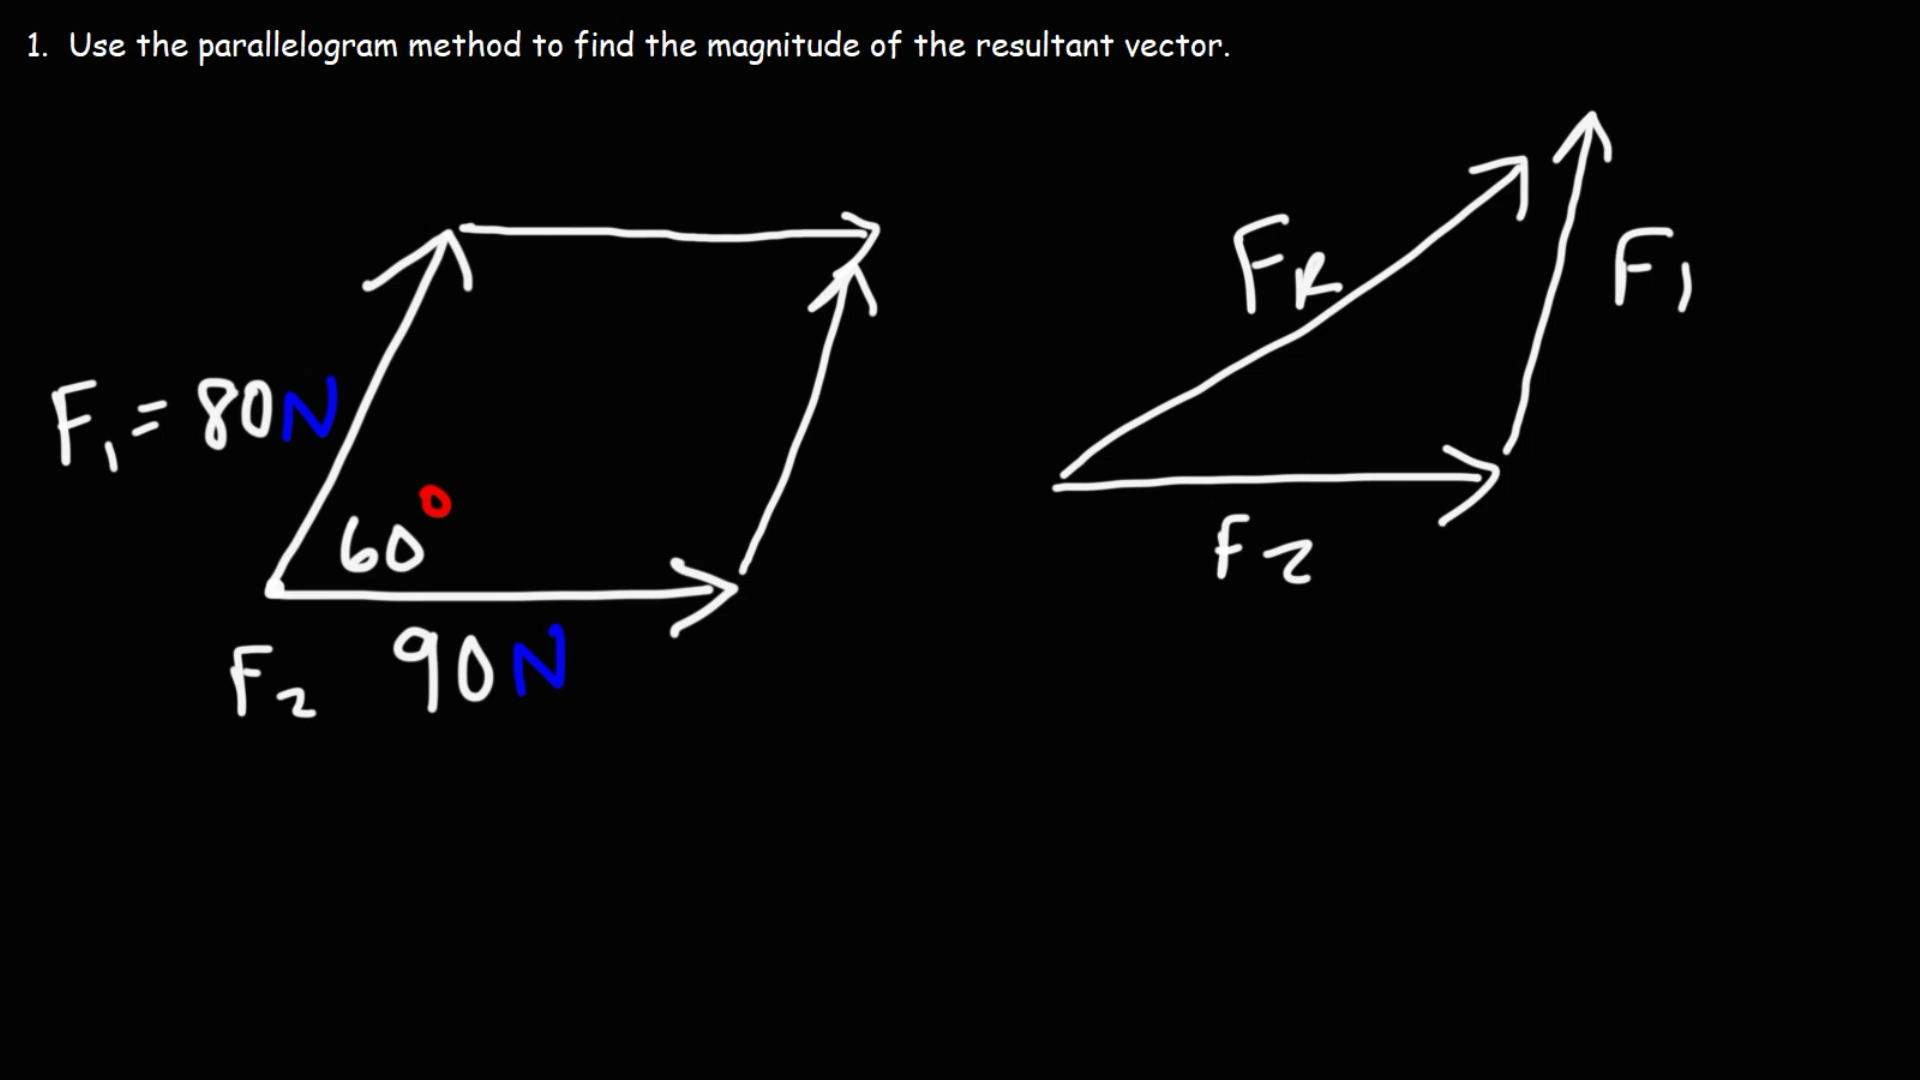 1. Use the parallelogram method to find the magnitude of the resultant vector.
F₁ = 80N
60°
F₂ 90N
FR
F₁
F₂